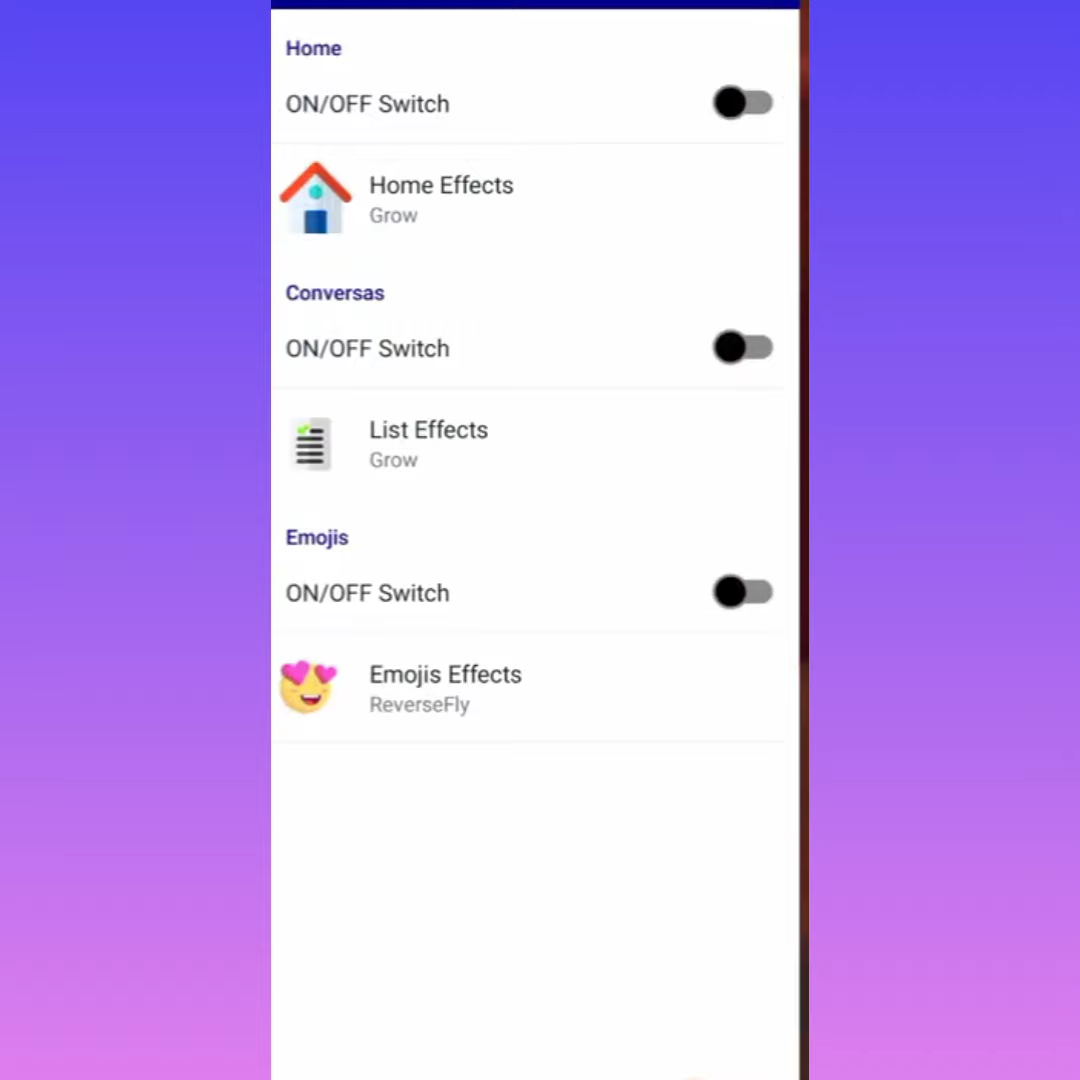 Home
ON/OFF Switch
Home Effects
Grow
Conversas
ON/OFF Switch
List Effects
Grow
Emojis
ON/OFF Switch
Emojis Effects
ReverseFly